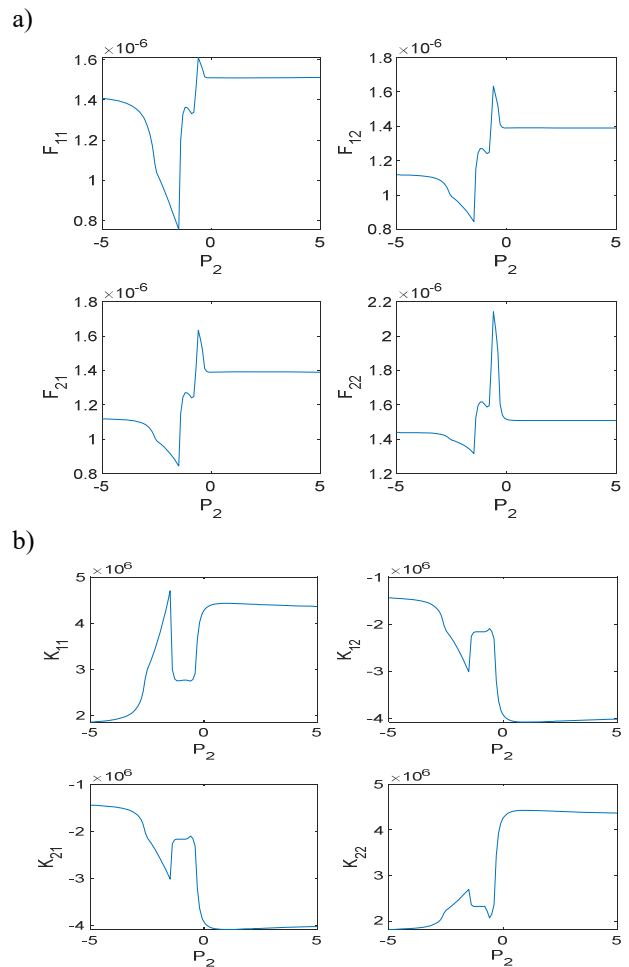 a)
×10⁻⁶ ×10⁻⁶
1.6 1.8
1.4 1.6
1.2 1.4
1 1.2
0.8 1
0.8
F₁₁ F₁₂
-5 0 5 -5 0 5
P₂ P₂
×10⁻⁶ ×10⁻⁶
1.8 2.2
1.6 2
1.4 1.8
1.2 1.6
1 1.4
0.8 1.2
F₂₁ F₂₂
-5 0 5 -5 0 5
P₂ P₂
b)
×10⁶ ×10⁶
5 -1
4 -2
3 -3
2 -4
K₁₁ K₁₂
-5 0 5 -5 0 5
P₂ P₂
×10⁶ ×10⁶
-1 5
-2 4
-3 3
-4 2
K₂₁ K₂₂
-5 0 5 -5 0 5
P₂ P₂